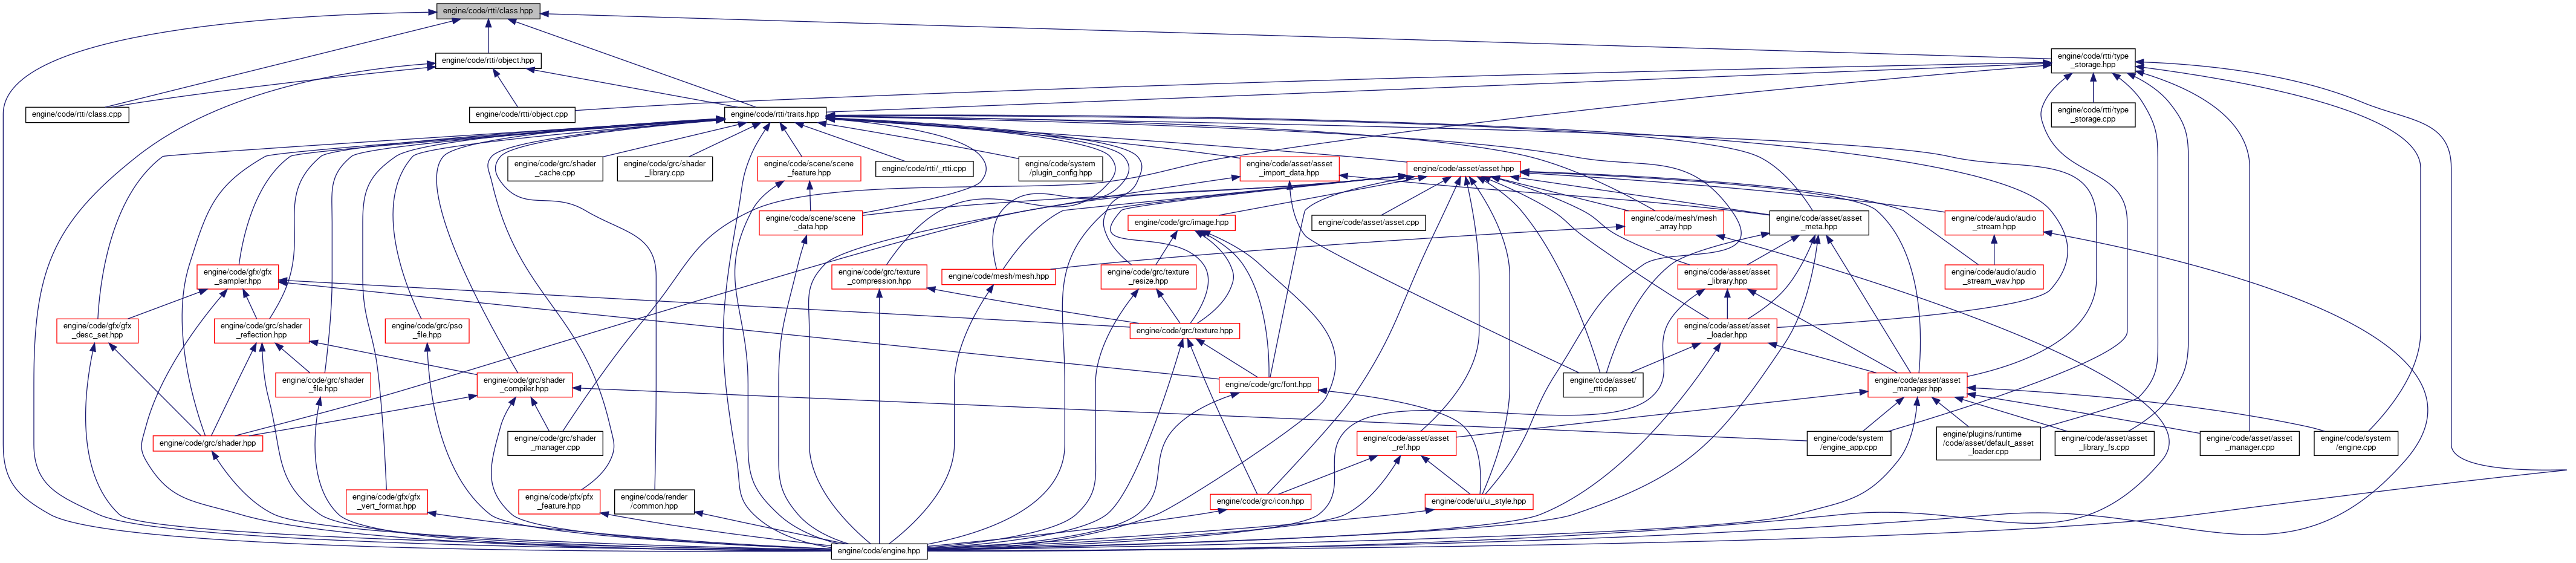 engine/code/rtti/class.hpp
engine/code/rtti/object.hpp
engine/code/rtti/type
_storage.hpp
engine/code/rtti/class.cpp
engine/code/rtti/object.cpp
engine/code/rtti/traits.hpp
engine/code/rtti/type
_storage.cpp
engine/code/grc/shader
_cache.cpp
engine/code/grc/shader
_library.cpp
engine/code/scene/scene
_feature.hpp
engine/code/rtti/_rtti.cpp
engine/code/system
/plugin_config.hpp
engine/code/asset/asset
_import_data.hpp
engine/code/asset/asset.hpp
engine/code/scene/scene
_data.hpp
engine/code/grc/image.hpp
engine/code/asset/asset.cpp
engine/code/mesh/mesh
_array.hpp
engine/code/asset/asset
_meta.hpp
engine/code/audio/audio
_stream.hpp
engine/code/gfx/gfx
_sampler.hpp
engine/code/grc/texture
_compression.hpp
engine/code/mesh/mesh.hpp
engine/code/grc/texture
_resize.hpp
engine/code/asset/asset
_library.hpp
engine/code/audio/audio
_stream_wav.hpp
engine/code/gfx/gfx
_desc_set.hpp
engine/code/grc/shader
_reflection.hpp
engine/code/grc/pso
_file.hpp
engine/code/grc/texture.hpp
engine/code/asset/asset
_loader.hpp
engine/code/grc/shader
_file.hpp
engine/code/grc/shader
_compiler.hpp
engine/code/grc/font.hpp
engine/code/asset/
_rtti.cpp
engine/code/asset/asset
_manager.hpp
engine/code/grc/shader.hpp
engine/code/grc/shader
_manager.cpp
engine/code/asset/asset
_ref.hpp
engine/code/system
/engine_app.cpp
engine/plugins/runtime
/code/asset/default_asset
_loader.cpp
engine/code/asset/asset
_library_fs.cpp
engine/code/asset/asset
_manager.cpp
engine/code/system
/engine.cpp
engine/code/gfx/gfx
_vert_format.hpp
engine/code/pfx/pfx
_feature.hpp
engine/code/render
/common.hpp
engine/code/grc/icon.hpp
engine/code/ui/ui_style.hpp
engine/code/engine.hpp